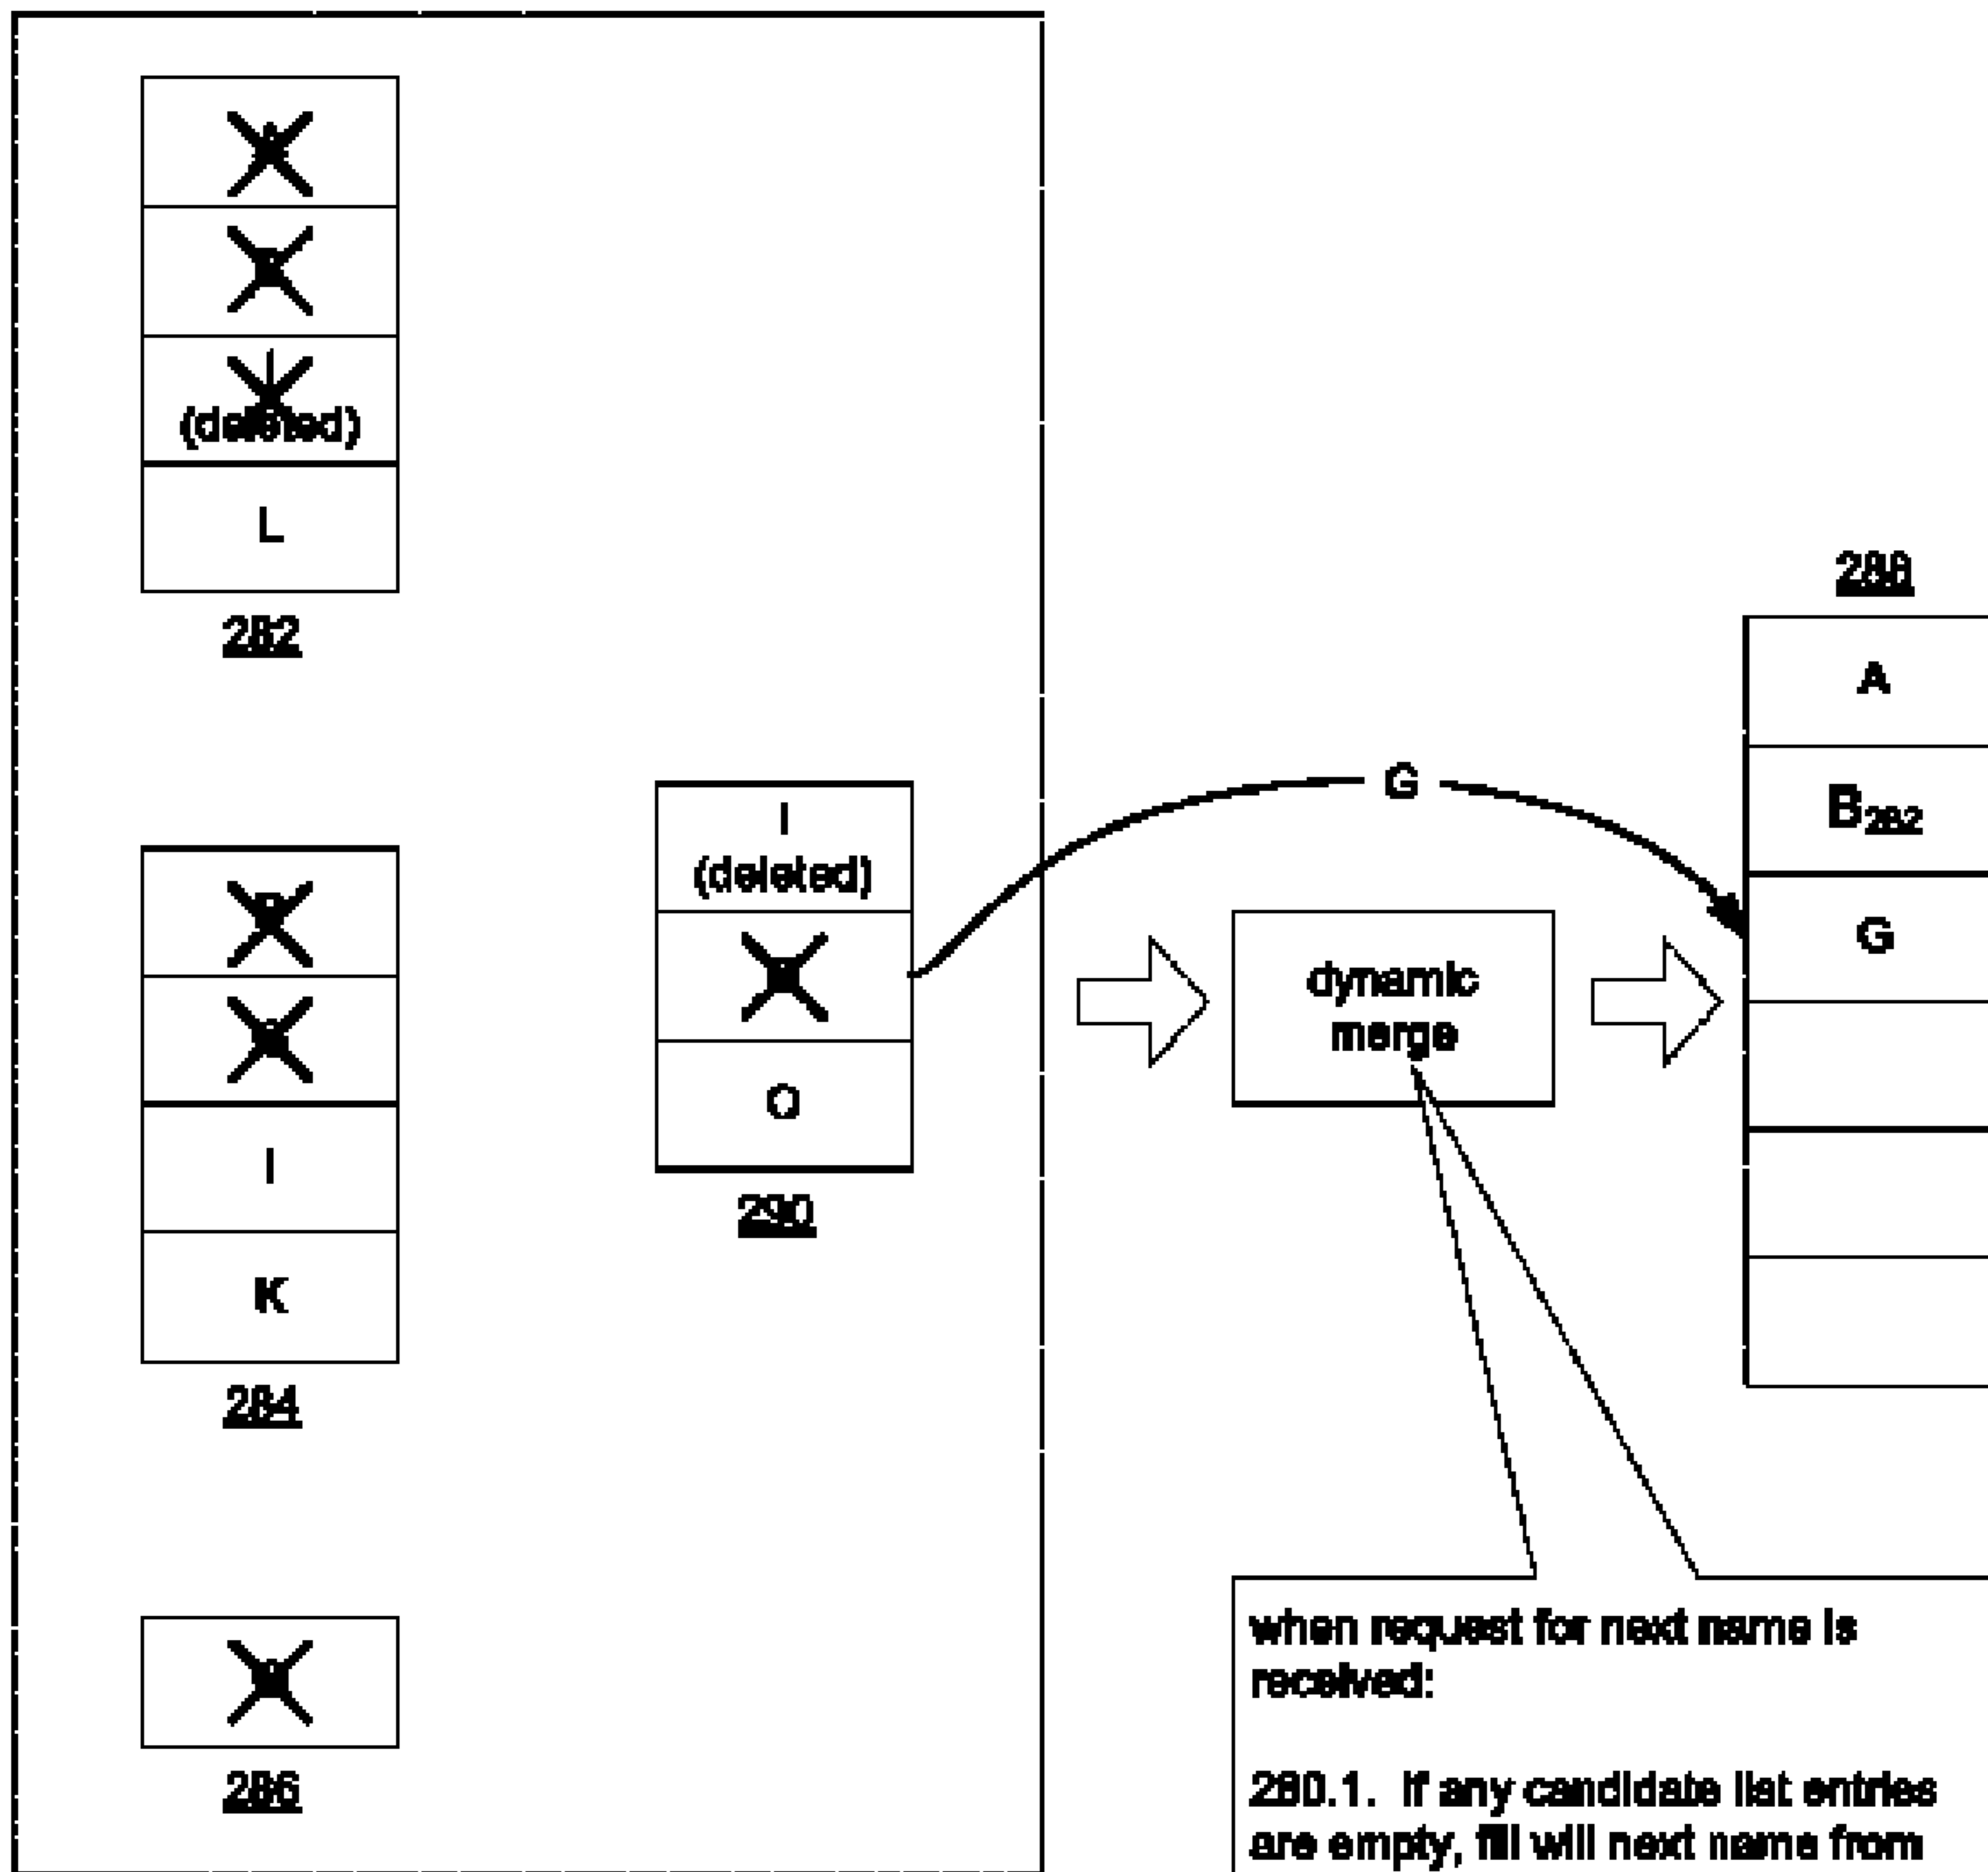 (deleted)
L
282
I
K
284
286
I
(deleted)
O
290
G
dynamic
merge
A
B282
G
when request for next name is
received:
280.1. If any candidate list entries
are empty, fill will next name from